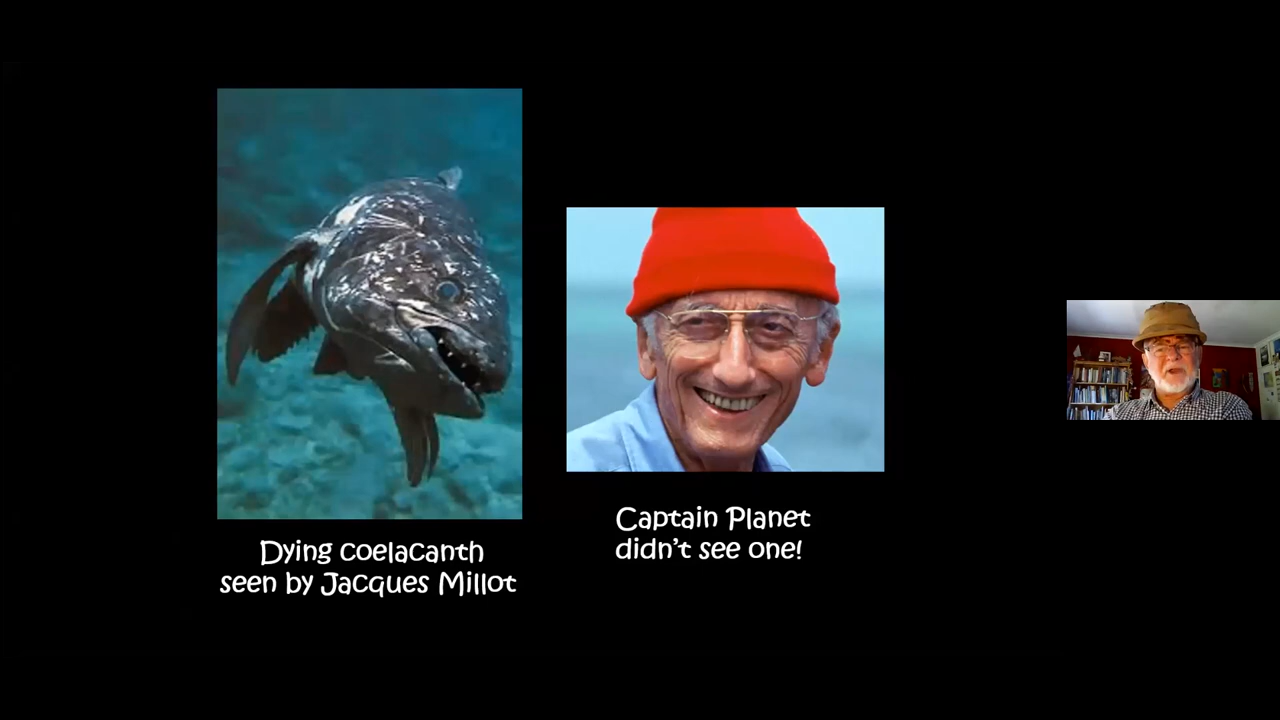 Dying coelacanth
seen by Jacques Millot
Captain Planet
didn't see one!